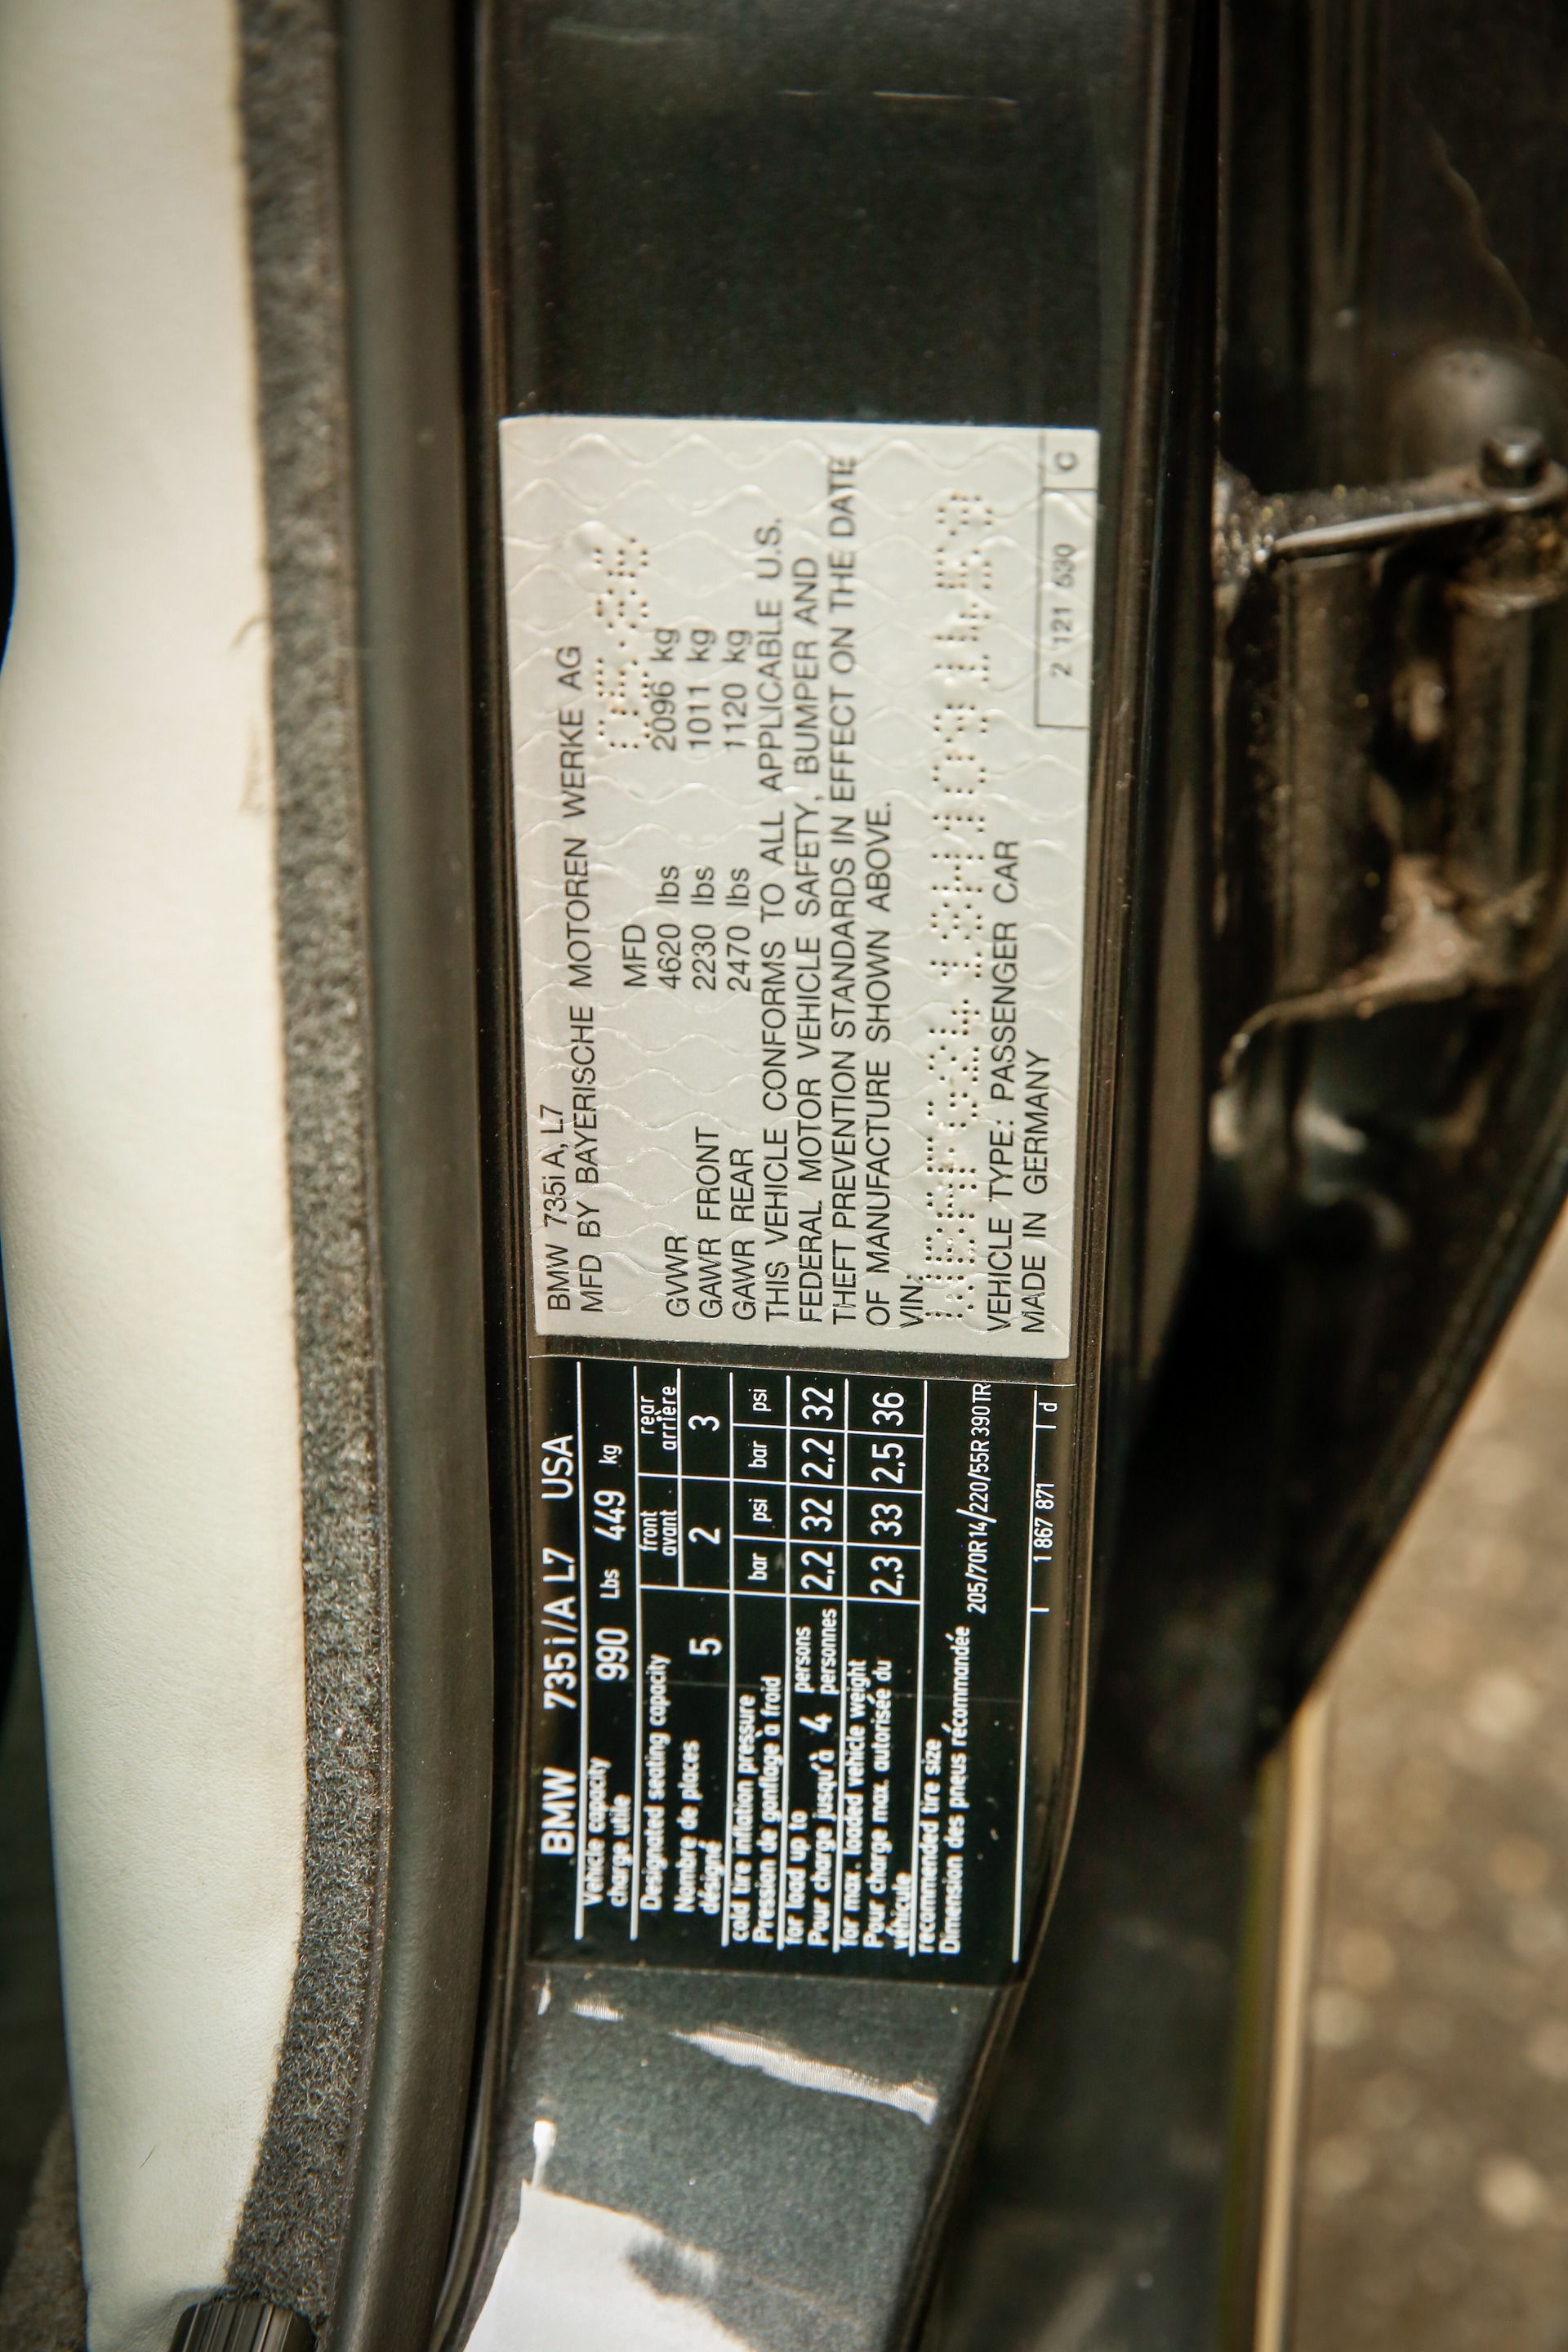 BMW 735i/A L7 USA
Vehicle capacity
charge utile
990 Lbs 449 kg
Designated seating capacity
Nombre de places
désigné
5
front
avant
2
rear
arrière
3
cold tire inflation pressure
Pression de gonflage à froid
bar psi bar psi
for load up to
Pour charge jusqu'à 4 persons
personnes
2,2 32 2,2 32
for max. loaded vehicle weight
Pour charge max. autorisée du
véhicule
2,3 33 2,5 36
recommended tire size
Dimension des pneus récommandée
205/70R14/220/55R390TR
1 867 871 d
BMW 735i A, L7
MFD BY BAYERISCHE MOTOREN WERKE AG
MFD
GVWR 4620 lbs 2096 kg
GAWR FRONT 2230 lbs 1011 kg
GAWR REAR 2470 lbs 1120 kg
THIS VEHICLE CONFORMS TO ALL APPLICABLE U.S.
FEDERAL MOTOR VEHICLE SAFETY, BUMPER AND
THEFT PREVENTION STANDARDS IN EFFECT ON THE DATE
OF MANUFACTURE SHOWN ABOVE.
VIN:
VEHICLE TYPE: PASSENGER CAR
MADE IN GERMANY
2 121 630 C